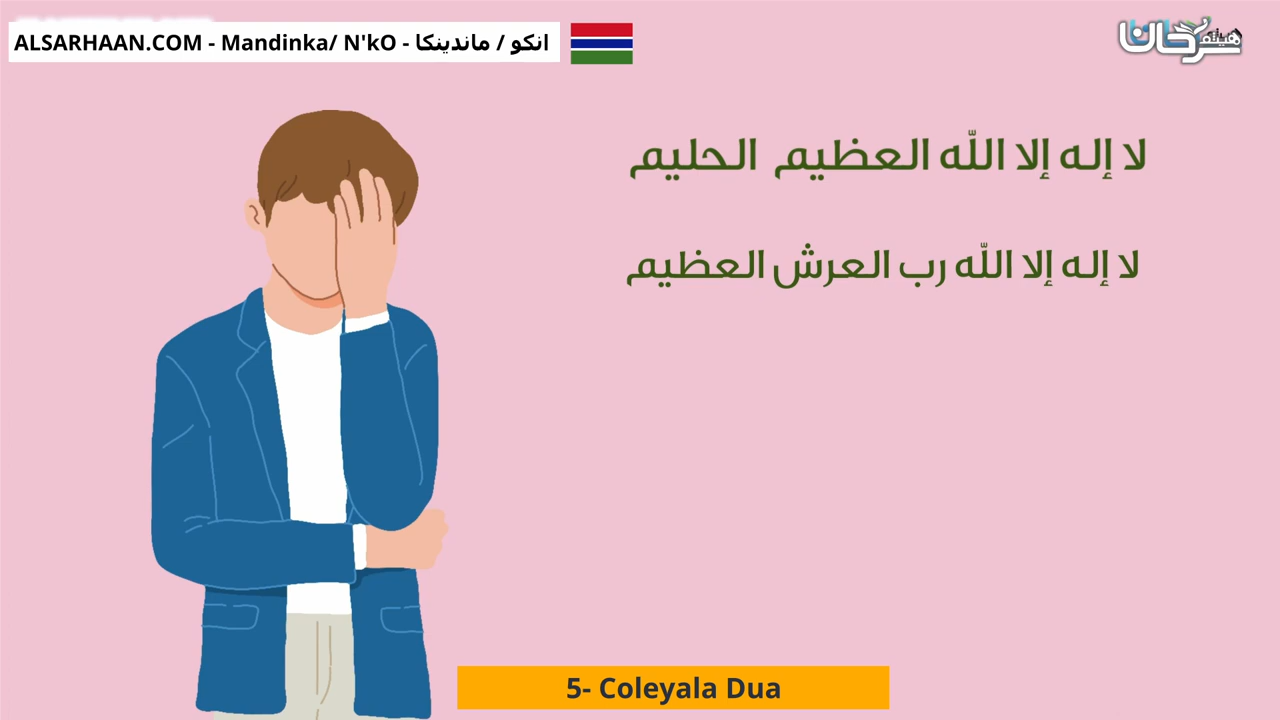 ALSARHAAN.COM - Mandinka/ N'kO - انكو / ماندينكا
سرحان
لا إله إلا اللّه العظيم الحليم
لا إله إلا اللّه رب العرش العظيم
5- Coleyala Dua